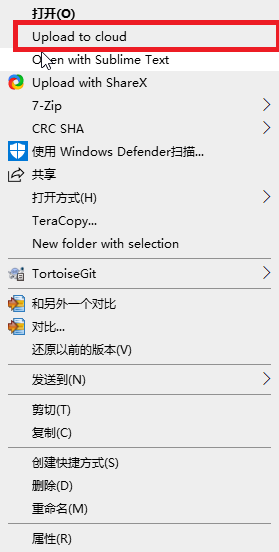 打开(O)
Upload to cloud
Open with Sublime Text
Upload with ShareX
7-Zip
CRC SHA
使用 Windows Defender扫描...
共享
打开方式(H)
TeraCopy...
New folder with selection
TortoiseGit
和另外一个对比
对比...
还原以前的版本(V)
发送到(N)
剪切(T)
复制(C)
创建快捷方式(S)
删除(D)
重命名(M)
属性(R)